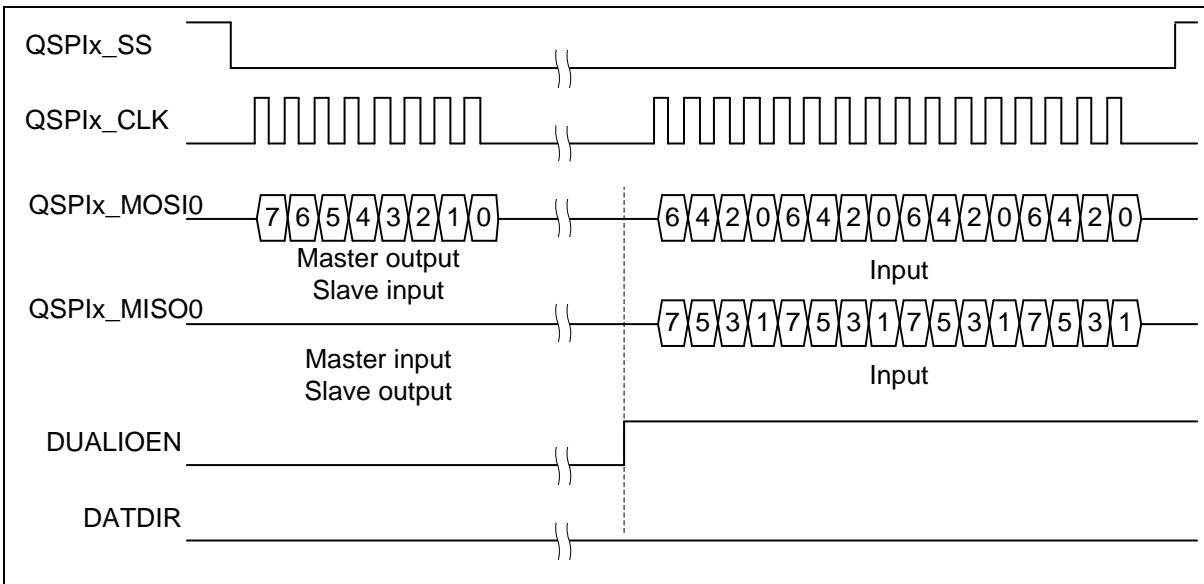 QSPIx_SS
QSPIx_CLK
QSPIx_MOSI0
7 6 5 4 3 2 1 0
6 4 2 0 6 4 2 0 6 4 2 0 6 4 2 0
Master output
Slave input
Input
QSPIx_MISO0
7 5 3 1 7 5 3 1 7 5 3 1 7 5 3 1
Master input
Slave output
Input
DUALIOEN
DATDIR